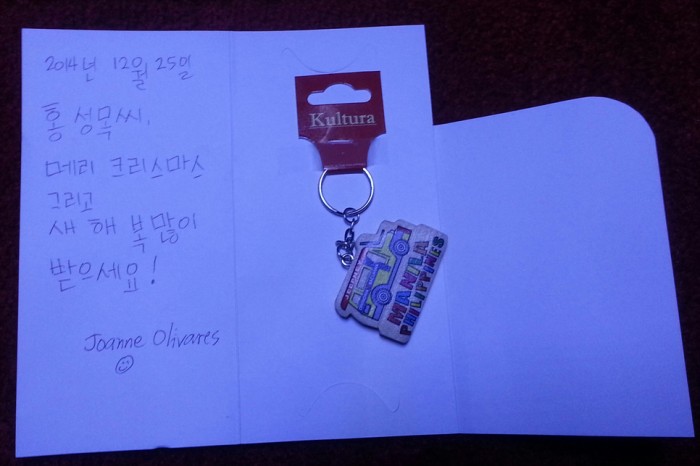 2014년 12월 25일
홍 성목씨,
메리 크리스마스
그리고
새 해 복 많이
받으세요!
Joanne Olivares
Kultura
MANILA
PHILIPPINES